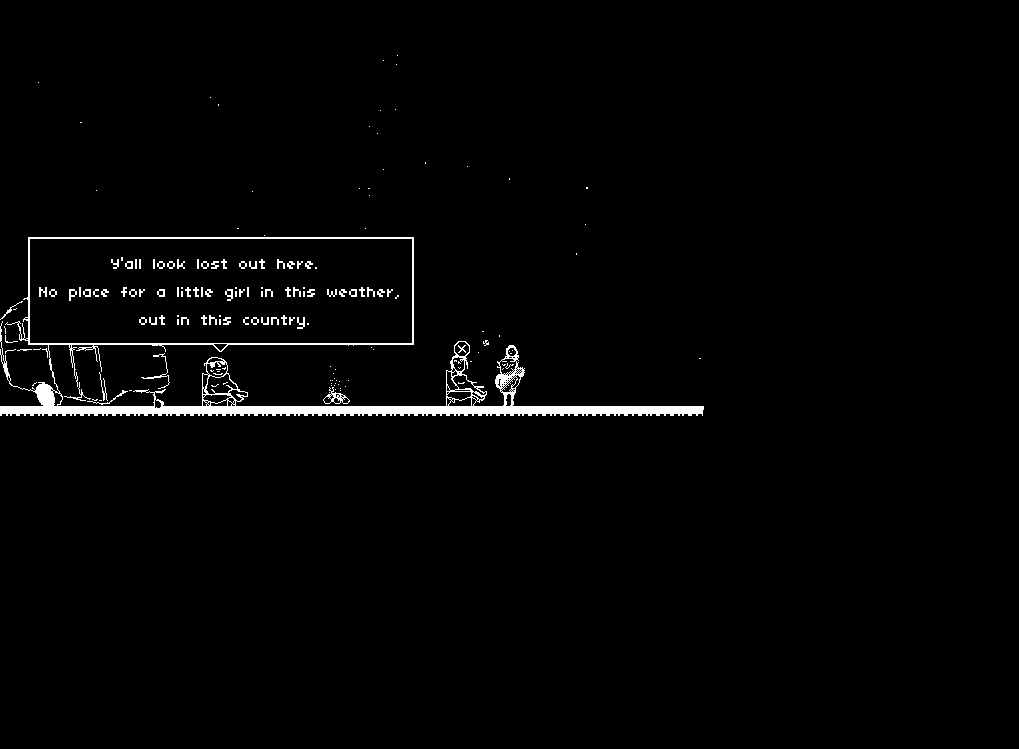 Y'all look lost out here.
No place for a little girl in this weather,
out in this country.